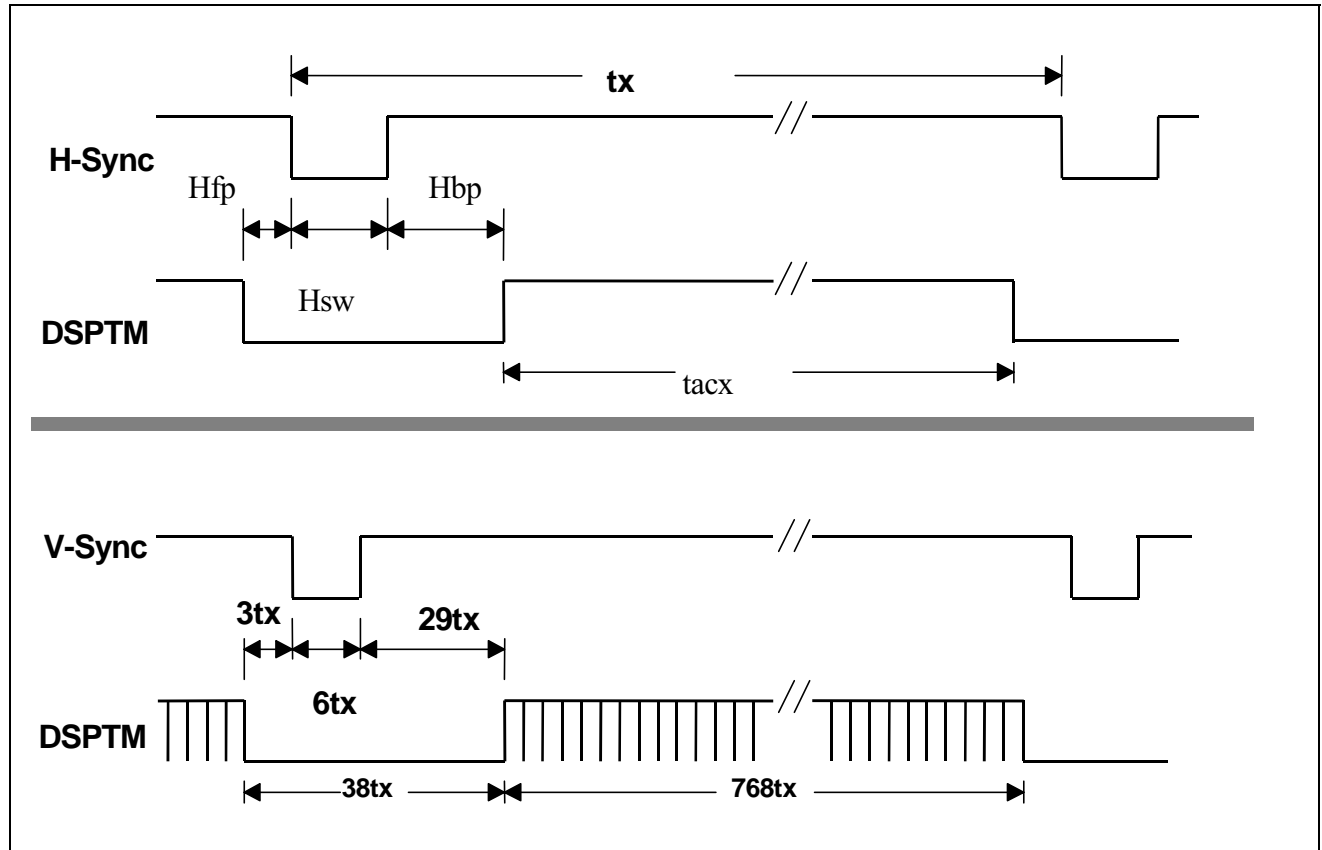 tx
H-Sync
Hfp
Hbp
Hsw
DSPTM
tacx
V-Sync
3tx
29tx
6tx
DSPTM
38tx
768tx